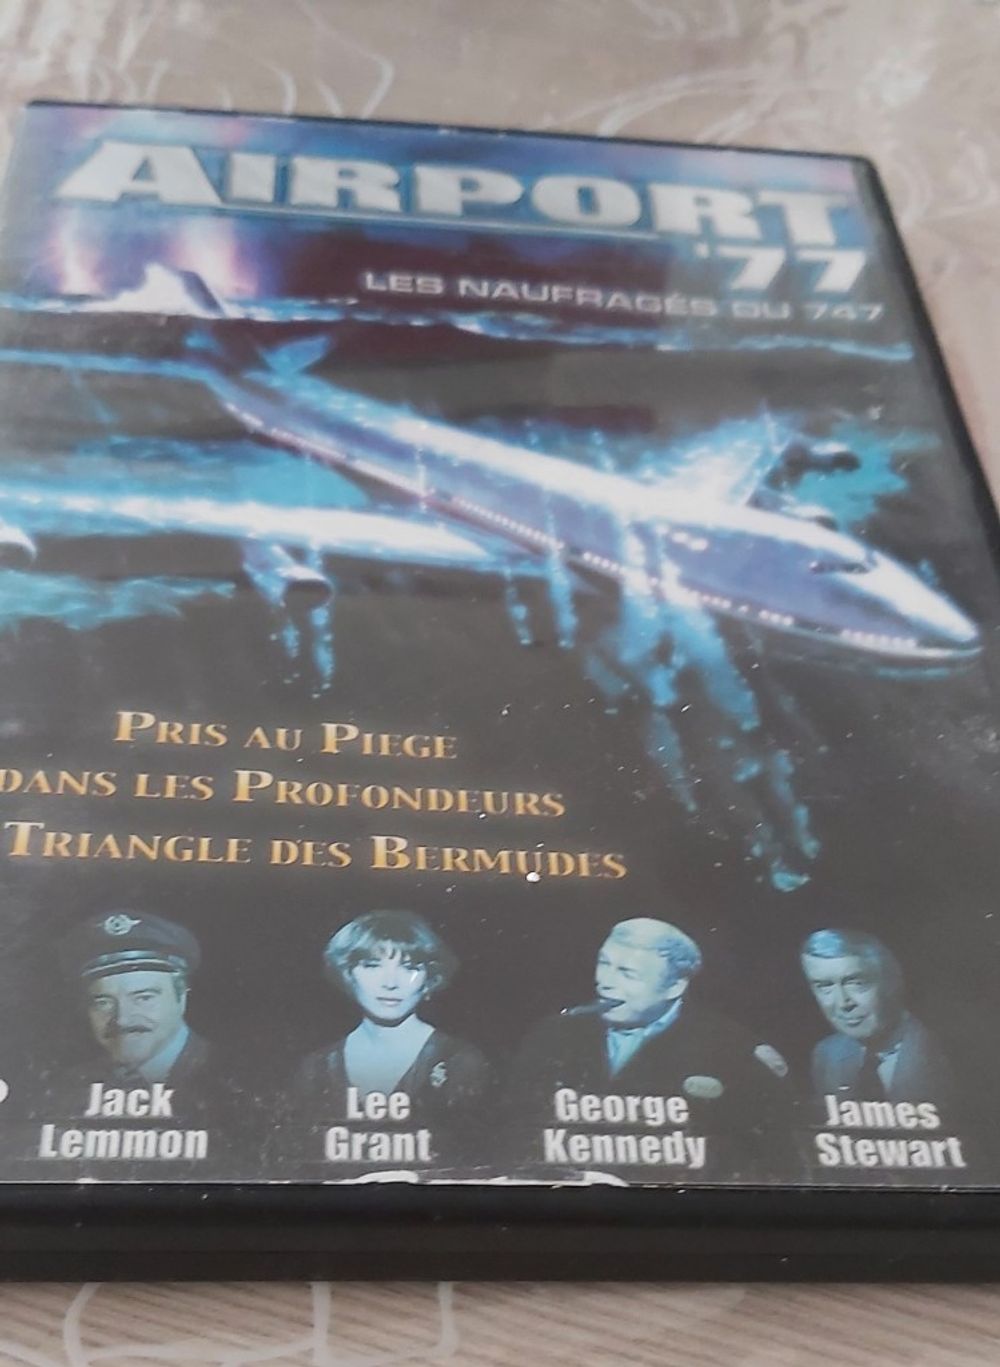 AIRPORT
'77
LES NAUFRAGÉS DU 747
PRIS AU PIEGE
DANS LES PROFONDEURS
TRIANGLE DES BERMUDES
Jack
Lemmon
Lee
Grant
George
Kennedy
James
Stewart